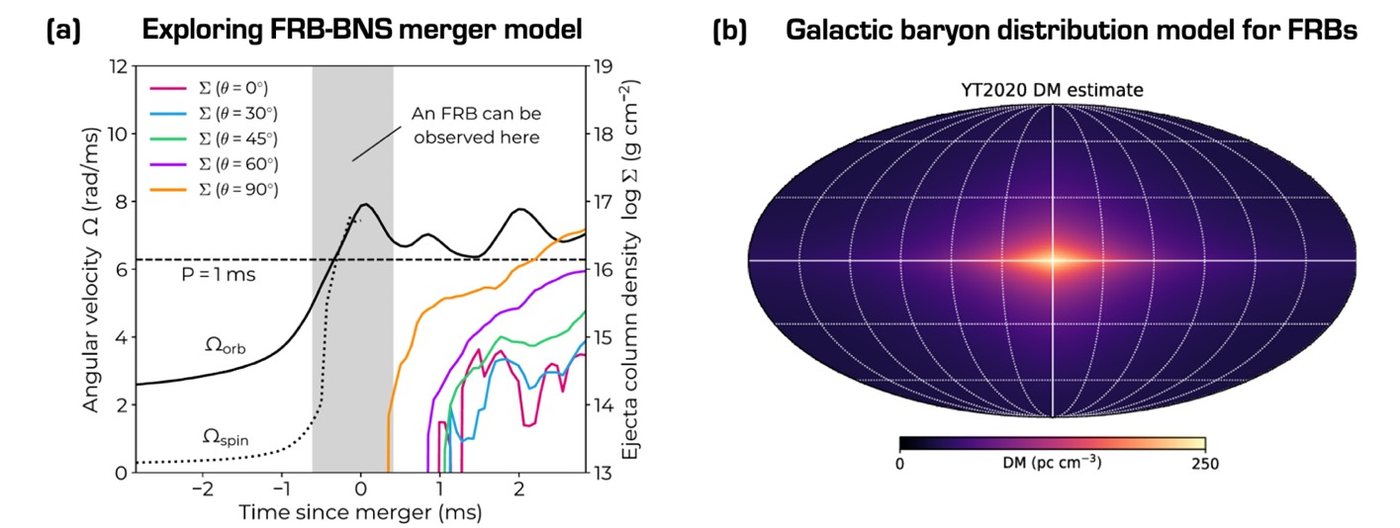 (a) Exploring FRB-BNS merger model
12
10
8
6
4
2
0
Angular velocity Ω (rad/ms)
Σ (θ = 0°)
Σ (θ = 30°)
Σ (θ = 45°)
Σ (θ = 60°)
Σ (θ = 90°)
An FRB can be
observed here
P = 1 ms
Ωorb
Ωspin
19
18
17
16
15
14
13
Ejecta column density log Σ (g cm⁻²)
−2 −1 0 1 2
Time since merger (ms)
(b) Galactic baryon distribution model for FRBs
YT2020 DM estimate
0 250
DM (pc cm⁻³)